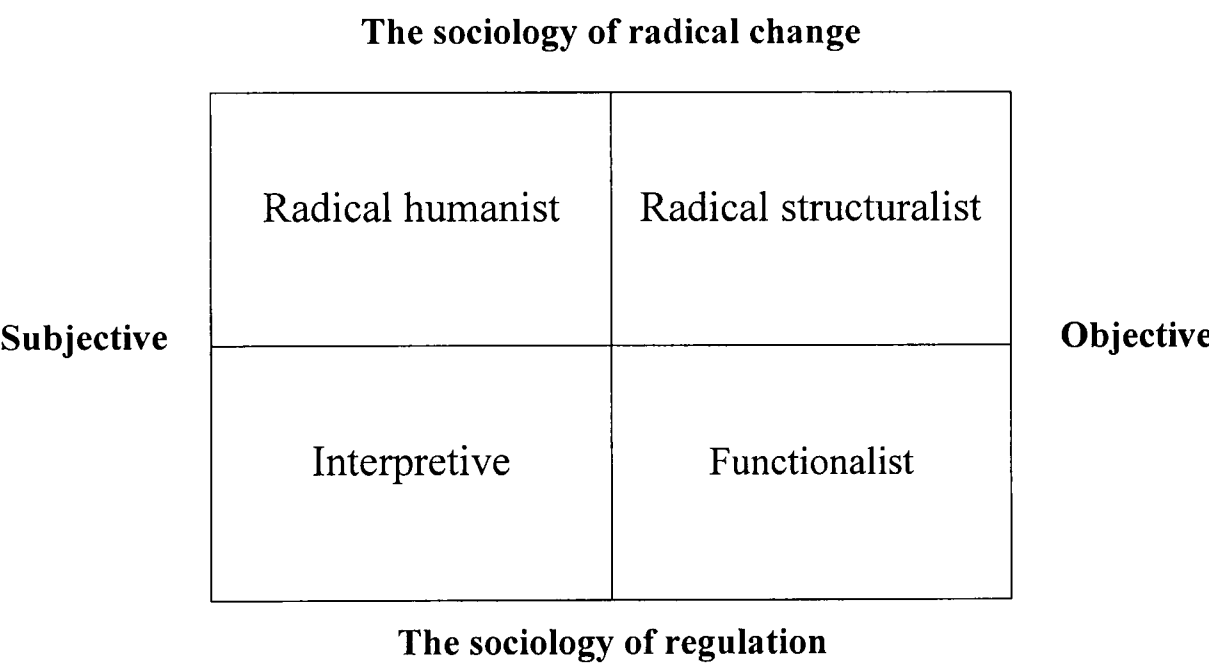 The sociology of radical change
Radical humanist
Radical structuralist
Subjective
Objective
Interpretive
Functionalist
The sociology of regulation